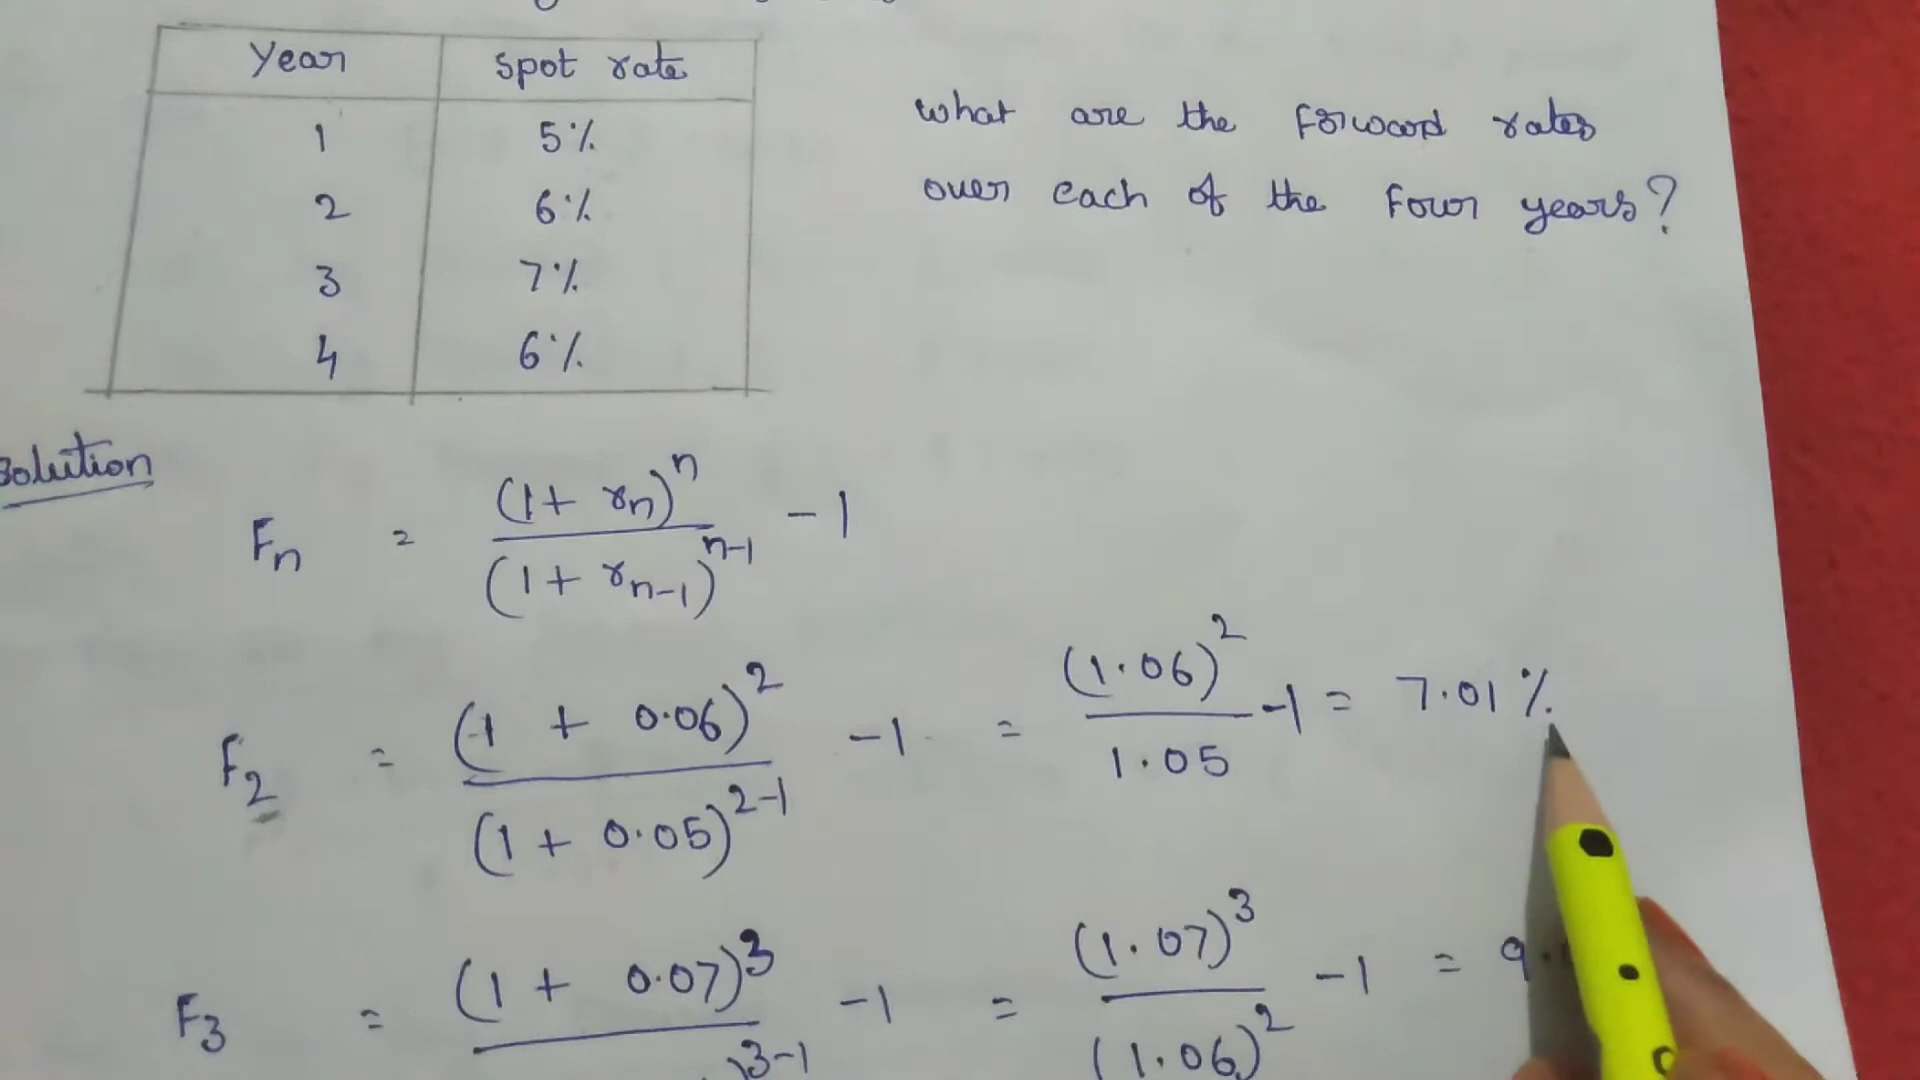 Year spot rate
1 5%
2 6%
3 7%
4 6%
What are the forward rates
over each of the four years?
Solution
Fn = (1 + rn)^n / (1 + rn-1)^n-1 - 1
F2 = (1 + 0.06)^2 / (1 + 0.05)^2-1 - 1 = (1.06)^2 / 1.05 - 1 = 7.01%
F3 = (1 + 0.07)^3 / )^3-1 - 1 = (1.07)^3 / (1.06)^2 - 1 = 9.